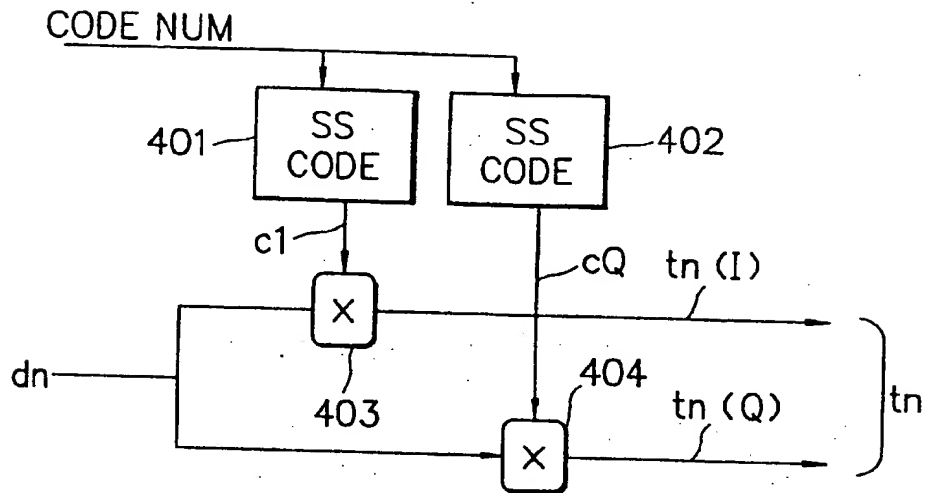 CODE NUM
401
SS
CODE
SS
CODE
402
c1
cQ
tn (I)
×
dn
403
404
tn
tn (Q)
×